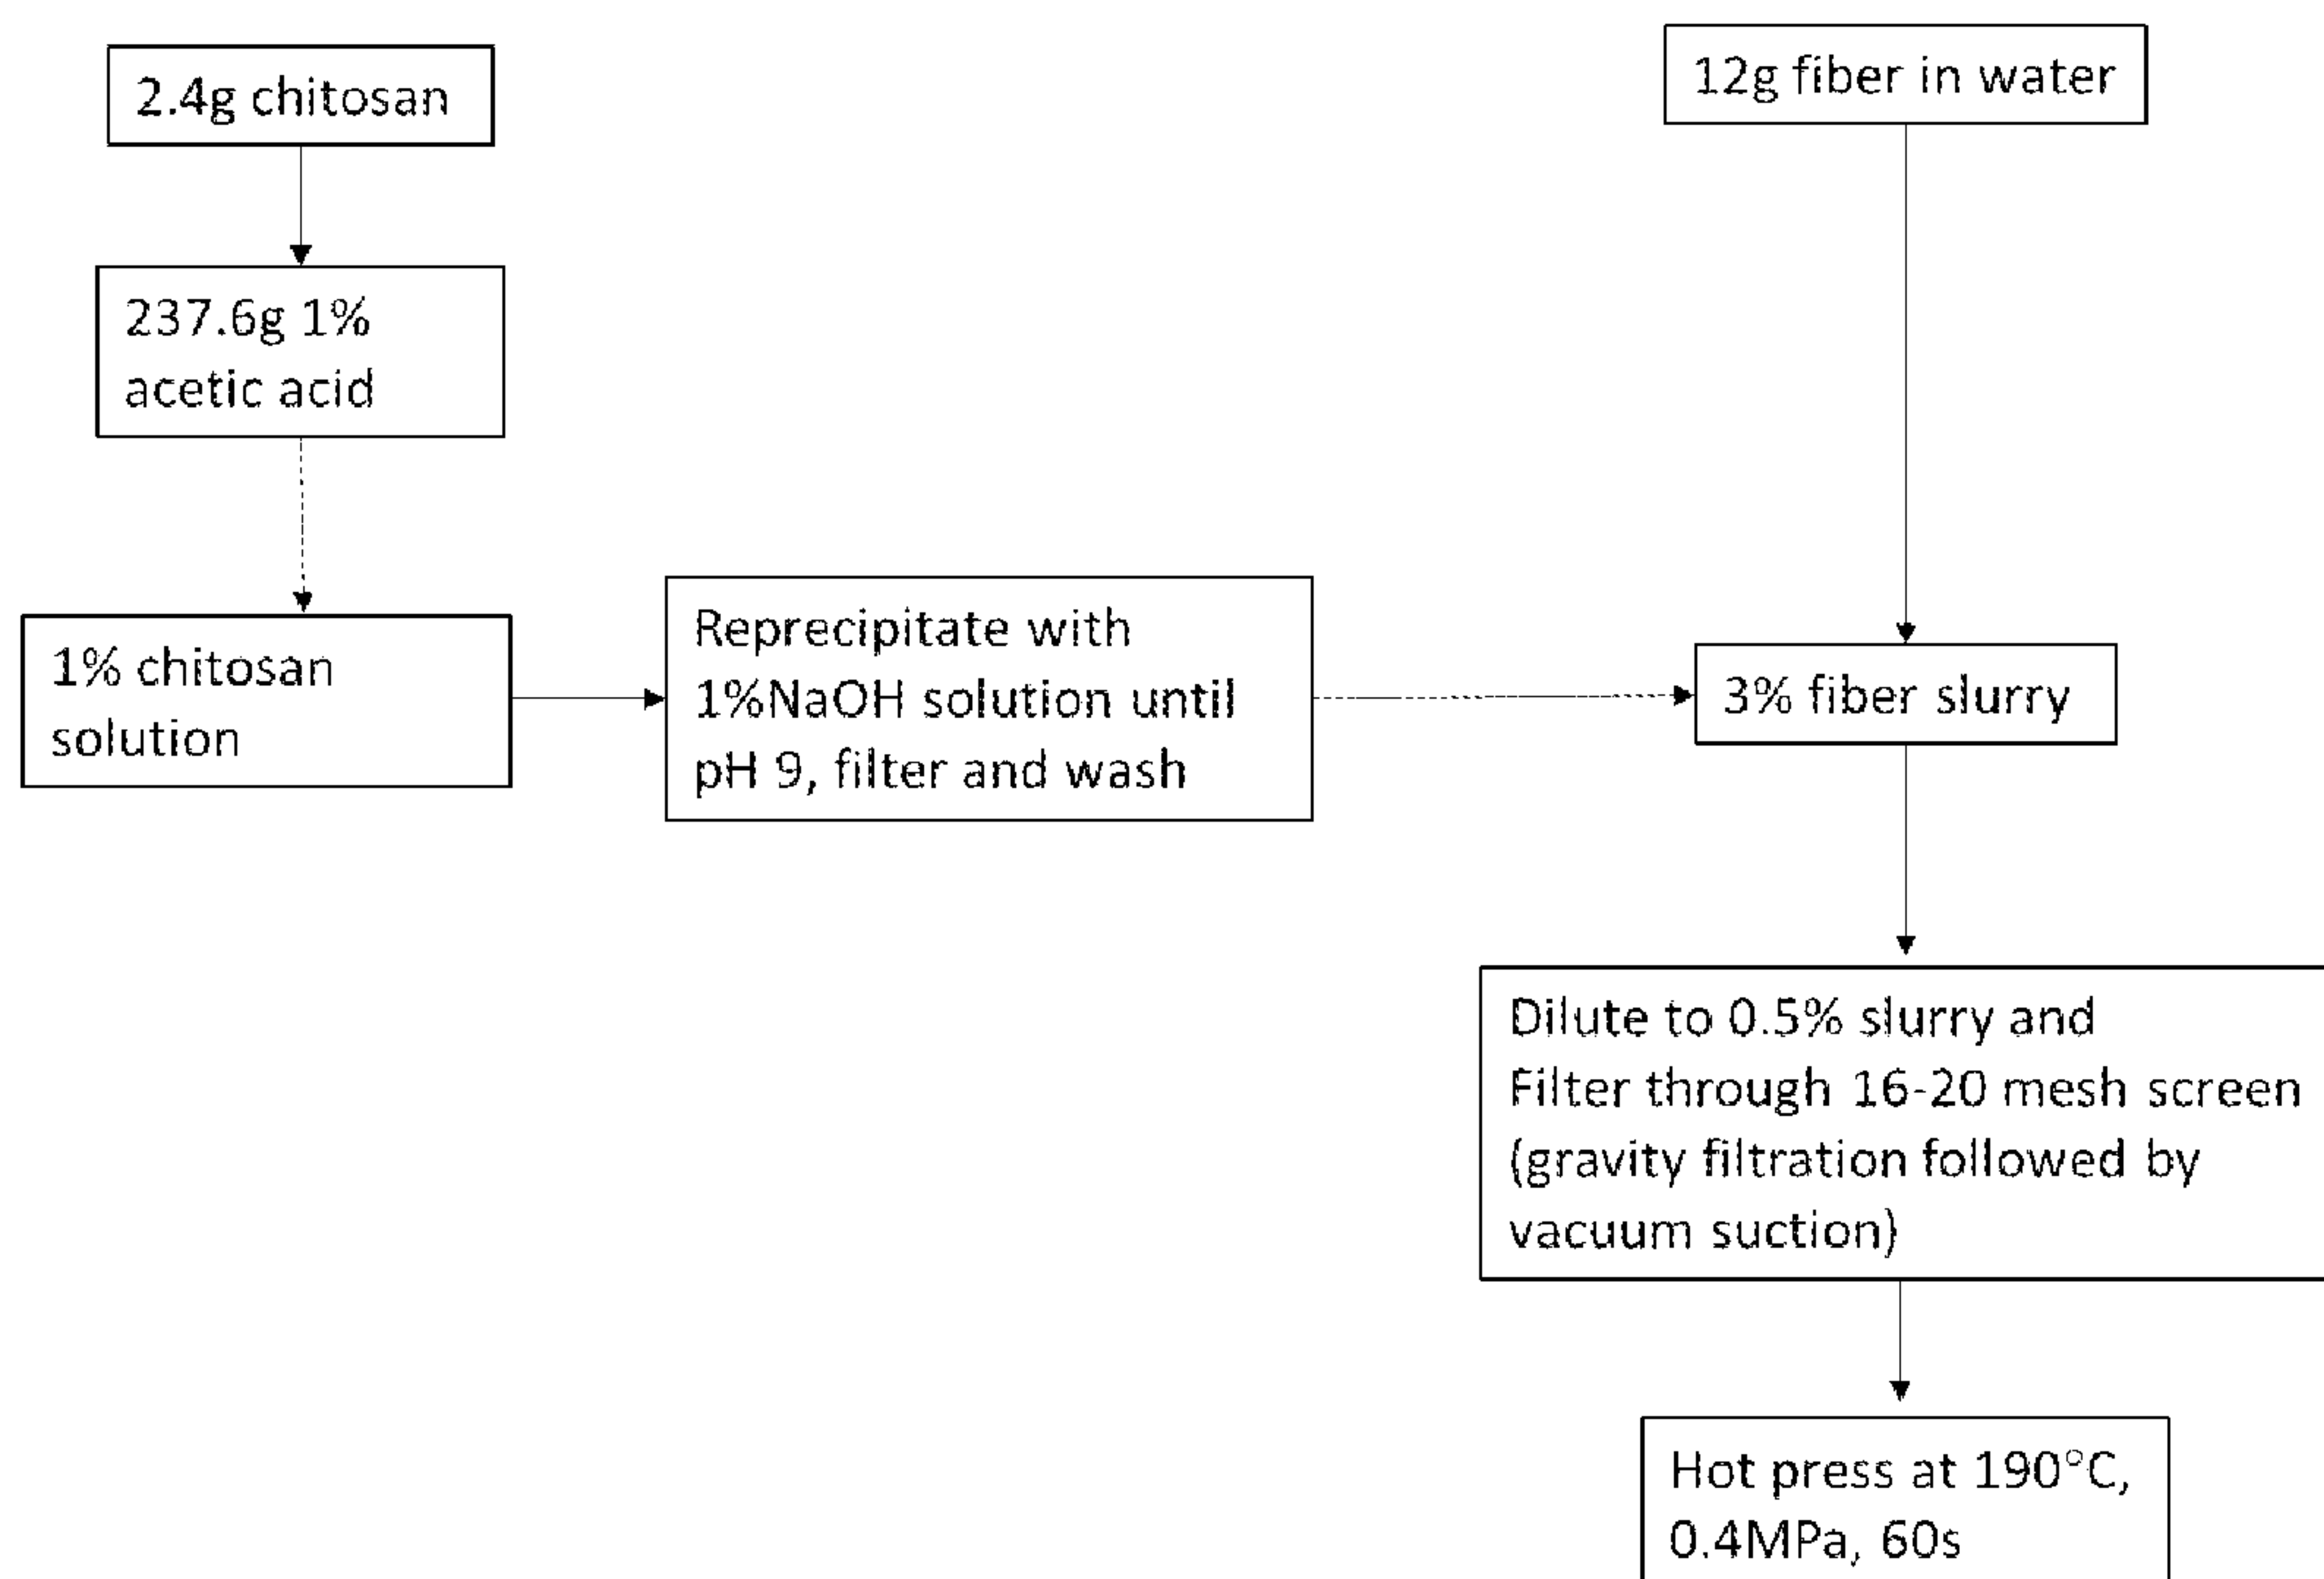 2.4g chitosan
12g fiber in water
237.6g 1%
acetic acid
1% chitosan
solution
Reprecipitate with
1%NaOH solution until
pH 9, filter and wash
3% fiber slurry
Dilute to 0.5% slurry and
Filter through 16-20 mesh screen
(gravity filtration followed by
vacuum suction)
Hot press at 190°C,
0.4MPa, 60s